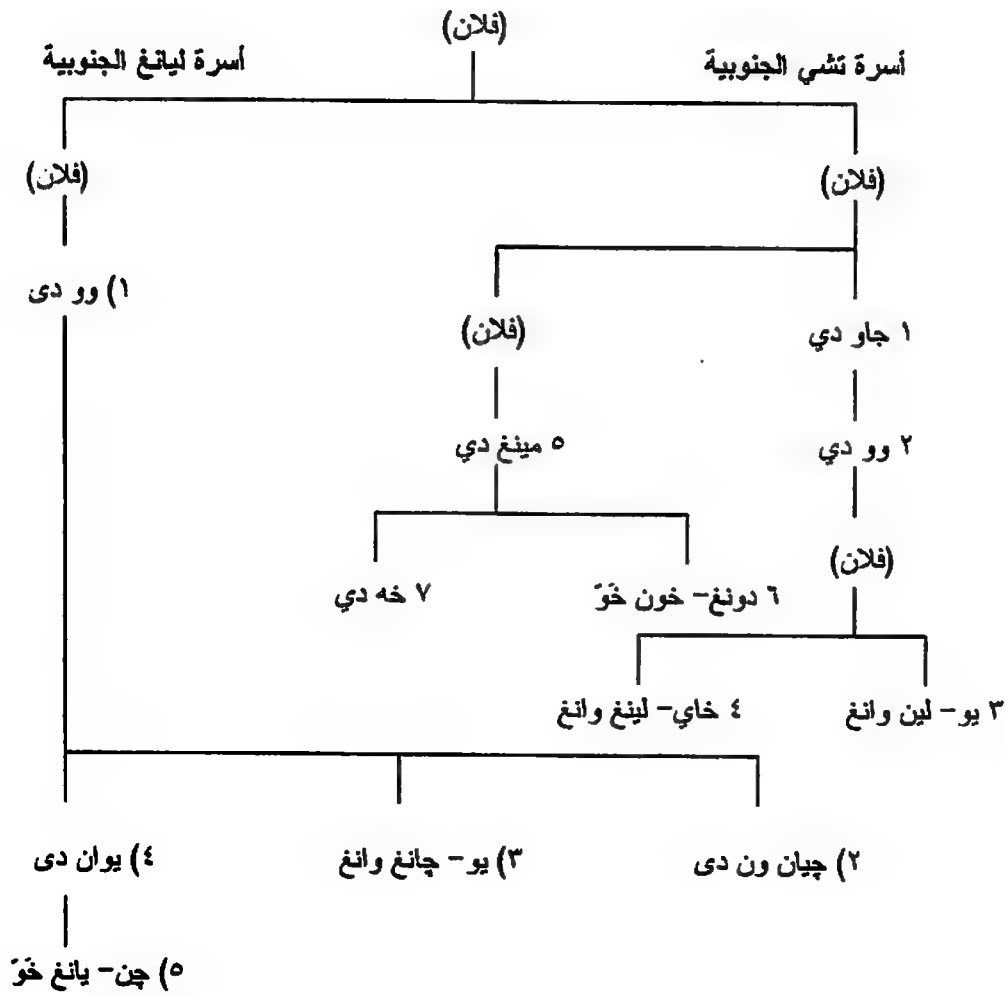 (فلان)
أسرة تشي الجنوبية
أسرة ليانغ الجنوبية
(فلان)
(فلان)
١) وو دى
(فلان)
١ جاو دي
٥ مينغ دي
٢ وو دي
(فلان)
٦ دونغ- خون خَوّ
٧ خه دي
٣ يو- لين وانغ
٤ خاي- لينغ وانغ
٢) چيان ون دى
٣) يو- چانغ وانغ
٤) يوان دى
٥) چن- يانغ خَوّ